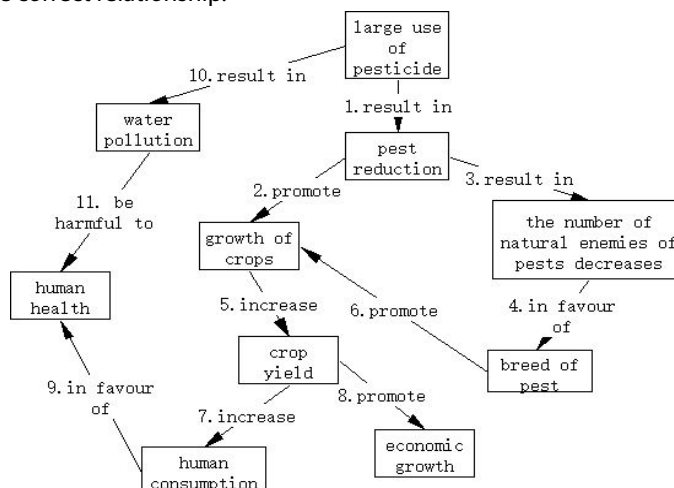 e correct relationship.
large use
of
pesticide
10.result in
1.result in
water
pollution
pest
reduction
3.result in
2.promote
11. be
harmful to
the number of
natural enemies of
pests decreases
growth of
crops
human
health
5.increase
6.promote
4.in favour
of
crop
yield
breed of
pest
9.in favour
of
8.promote
7.increase
economic
growth
human
consumption